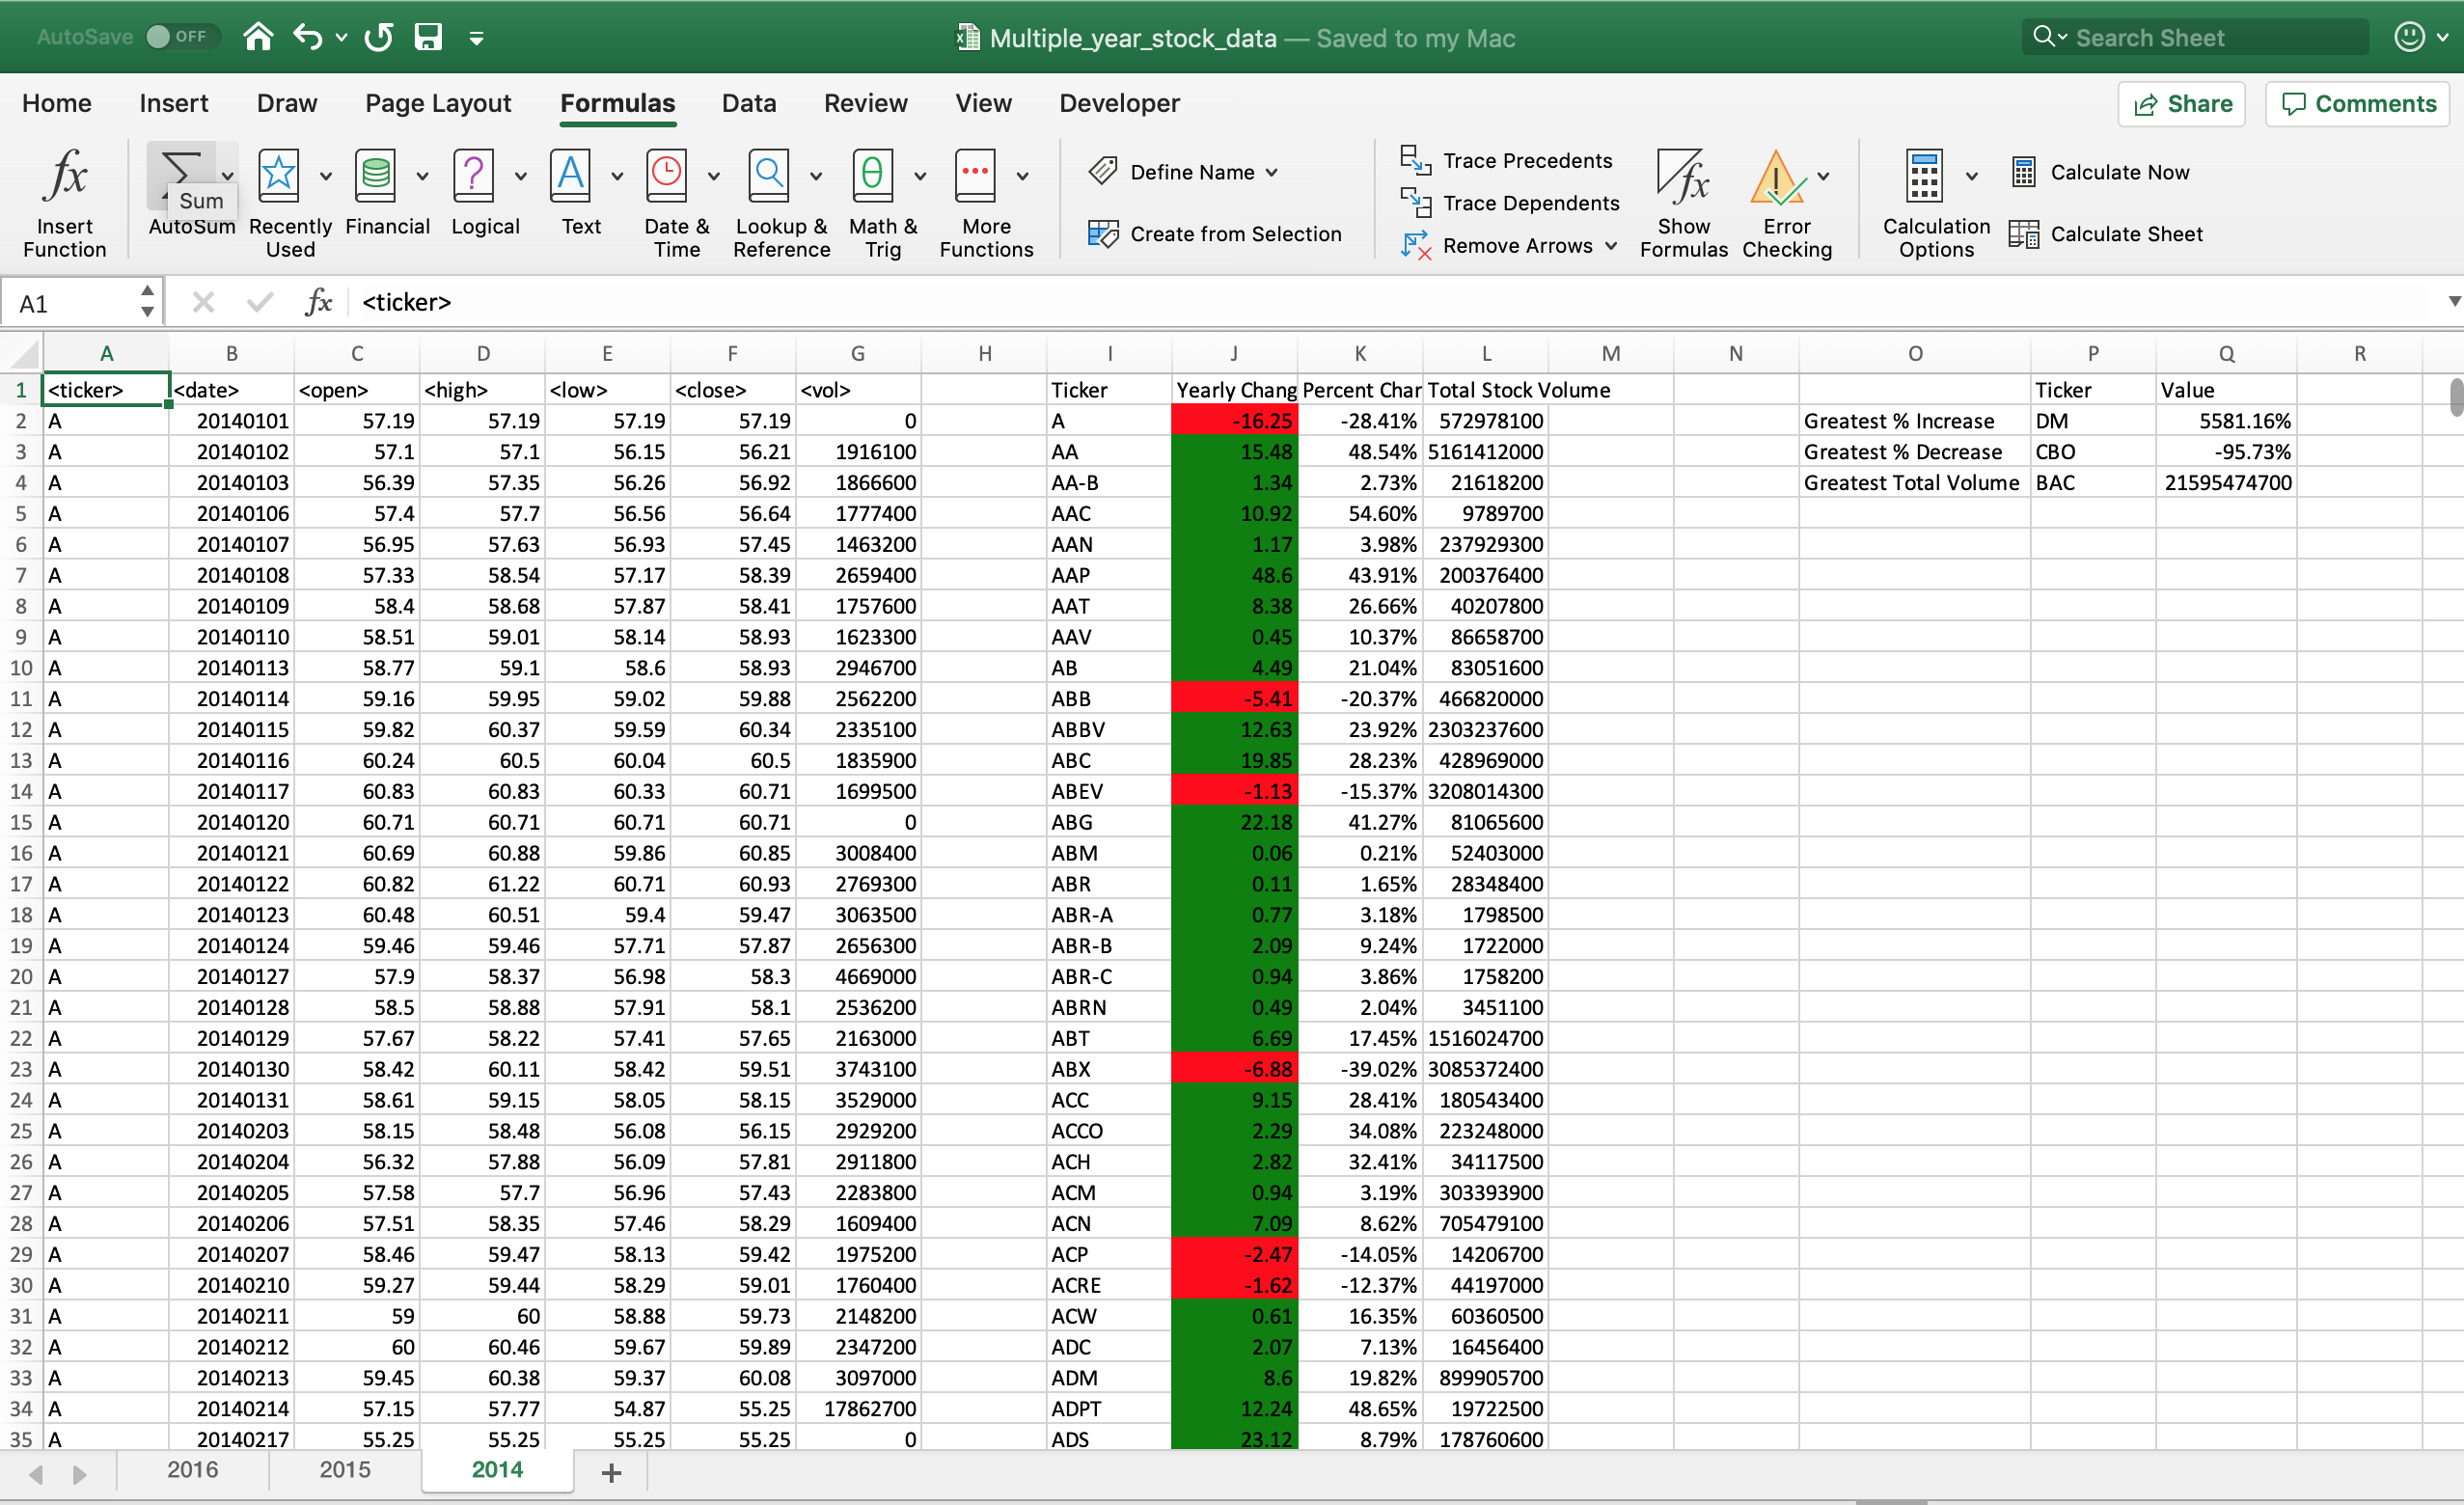 AutoSave OFF Multiple_year_stock_data — Saved to my Mac Search Sheet
Home Insert Draw Page Layout Formulas Data Review View Developer Share Comments
fx Insert Function
Sum
AutoSum
Recently Used
Financial
Logical
Text
Date & Time
Lookup & Reference
Math & Trig
More Functions
Define Name
Create from Selection
Trace Precedents
Trace Dependents
Remove Arrows
Show Formulas
Error Checking
Calculation Options
Calculate Now
Calculate Sheet
A1 fx <ticker>
A B C D E F G H I J K L M N O P Q R
1 <ticker> <date> <open> <high> <low> <close> <vol> Ticker Yearly Chang Percent Char Total Stock Volume Ticker Value
2 A 20140101 57.19 57.19 57.19 57.19 0 A -16.25 -28.41% 572978100 Greatest % Increase DM 5581.16%
3 A 20140102 57.1 57.1 56.15 56.21 1916100 AA 15.48 48.54% 5161412000 Greatest % Decrease CBO -95.73%
4 A 20140103 56.39 57.35 56.26 56.92 1866600 AA-B 1.34 2.73% 21618200 Greatest Total Volume BAC 21595474700
5 A 20140106 57.4 57.7 56.56 56.64 1777400 AAC 10.92 54.60% 9789700
6 A 20140107 56.95 57.63 56.93 57.45 1463200 AAN 1.17 3.98% 237929300
7 A 20140108 57.33 58.54 57.17 58.39 2659400 AAP 48.6 43.91% 200376400
8 A 20140109 58.4 58.68 57.87 58.41 1757600 AAT 8.38 26.66% 40207800
9 A 20140110 58.51 59.01 58.14 58.93 1623300 AAV 0.45 10.37% 86658700
10 A 20140113 58.77 59.1 58.6 58.93 2946700 AB 4.49 21.04% 83051600
11 A 20140114 59.16 59.95 59.02 59.88 2562200 ABB -5.41 -20.37% 466820000
12 A 20140115 59.82 60.37 59.59 60.34 2335100 ABBV 12.63 23.92% 2303237600
13 A 20140116 60.24 60.5 60.04 60.5 1835900 ABC 19.85 28.23% 428969000
14 A 20140117 60.83 60.83 60.33 60.71 1699500 ABEV -1.13 -15.37% 3208014300
15 A 20140120 60.71 60.71 60.71 60.71 0 ABG 22.18 41.27% 81065600
16 A 20140121 60.69 60.88 59.86 60.85 3008400 ABM 0.06 0.21% 52403000
17 A 20140122 60.82 61.22 60.71 60.93 2769300 ABR 0.11 1.65% 28348400
18 A 20140123 60.48 60.51 59.4 59.47 3063500 ABR-A 0.77 3.18% 1798500
19 A 20140124 59.46 59.46 57.71 57.87 2656300 ABR-B 2.09 9.24% 1722000
20 A 20140127 57.9 58.37 56.98 58.3 4669000 ABR-C 0.94 3.86% 1758200
21 A 20140128 58.5 58.88 57.91 58.1 2536200 ABRN 0.49 2.04% 3451100
22 A 20140129 57.67 58.22 57.41 57.65 2163000 ABT 6.69 17.45% 1516024700
23 A 20140130 58.42 60.11 58.42 59.51 3743100 ABX -6.88 -39.02% 3085372400
24 A 20140131 58.61 59.15 58.05 58.15 3529000 ACC 9.15 28.41% 180543400
25 A 20140203 58.15 58.48 56.08 56.15 2929200 ACCO 2.29 34.08% 223248000
26 A 20140204 56.32 57.88 56.09 57.81 2911800 ACH 2.82 32.41% 34117500
27 A 20140205 57.58 57.7 56.96 57.43 2283800 ACM 0.94 3.19% 303393900
28 A 20140206 57.51 58.35 57.46 58.29 1609400 ACN 7.09 8.62% 705479100
29 A 20140207 58.46 59.47 58.13 59.42 1975200 ACP -2.47 -14.05% 14206700
30 A 20140210 59.27 59.44 58.29 59.01 1760400 ACRE -1.62 -12.37% 44197000
31 A 20140211 59 60 58.88 59.73 2148200 ACW 0.61 16.35% 60360500
32 A 20140212 60 60.46 59.67 59.89 2347200 ADC 2.07 7.13% 16456400
33 A 20140213 59.45 60.38 59.37 60.08 3097000 ADM 8.6 19.82% 899905700
34 A 20140214 57.15 57.77 54.87 55.25 17862700 ADPT 12.24 48.65% 19722500
35 A 20140217 55.25 55.25 55.25 55.25 0 ADS 23.12 8.79% 178760600
2016 2015 2014 +